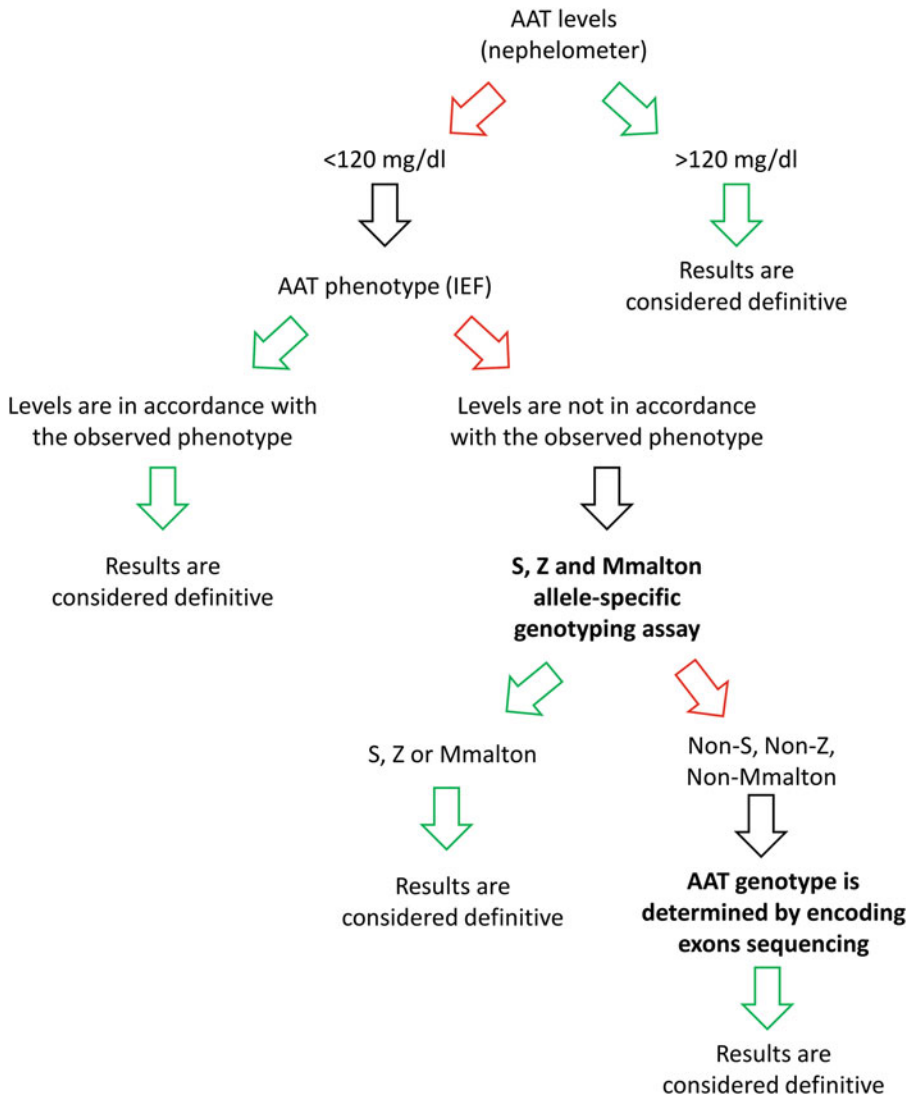 AAT levels
(nephelometer)
<120 mg/dl
>120 mg/dl
Results are
considered definitive
AAT phenotype (IEF)
Levels are in accordance with
the observed phenotype
Levels are not in accordance
with the observed phenotype
Results are
considered definitive
S, Z and Mmalton
allele-specific
genotyping assay
S, Z or Mmalton
Non-S, Non-Z,
Non-Mmalton
Results are
considered definitive
AAT genotype is
determined by encoding
exons sequencing
Results are
considered definitive